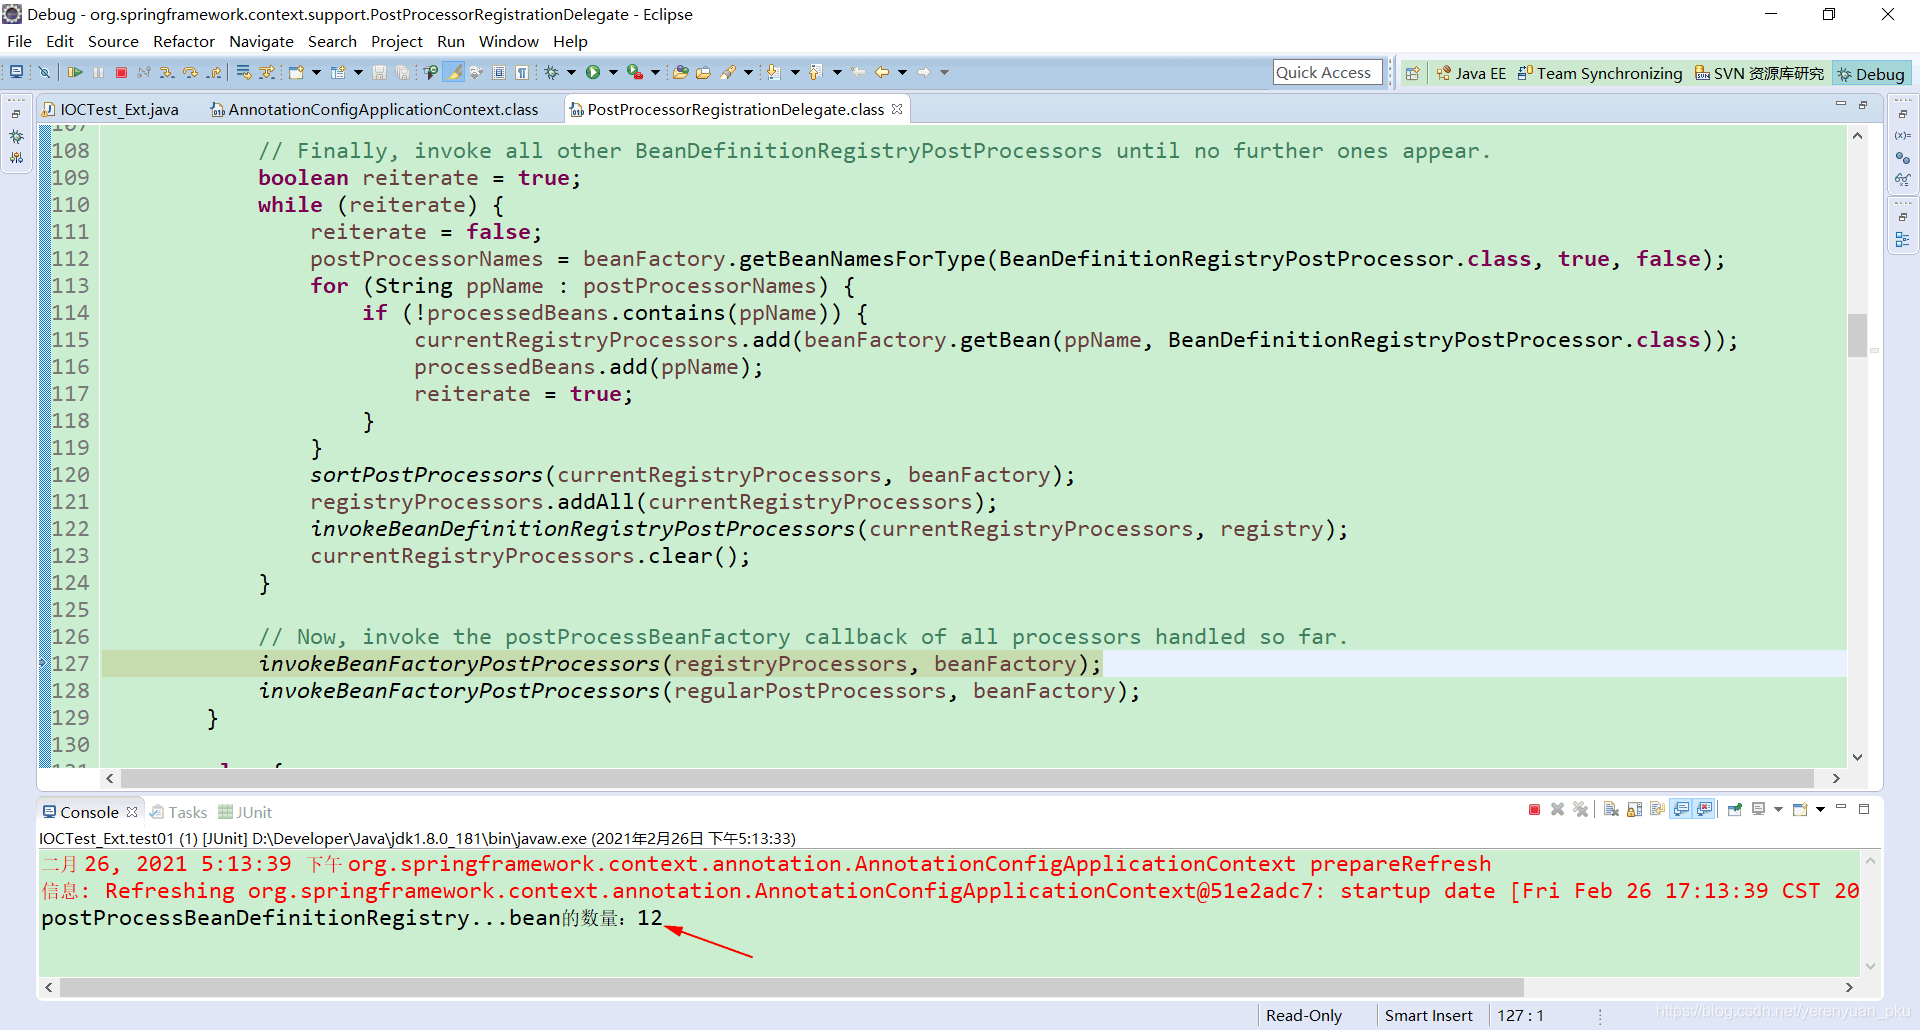 Debug - org.springframework.context.support.PostProcessorRegistrationDelegate - Eclipse
File Edit Source Refactor Navigate Search Project Run Window Help
Quick Access Java EE Team Synchronizing SVN 资源库研究 Debug
IOCTest_Ext.java AnnotationConfigApplicationContext.class PostProcessorRegistrationDelegate.class
107
108 // Finally, invoke all other BeanDefinitionRegistryPostProcessors until no further ones appear.
109 boolean reiterate = true;
110 while (reiterate) {
111 reiterate = false;
112 postProcessorNames = beanFactory.getBeanNamesForType(BeanDefinitionRegistryPostProcessor.class, true, false);
113 for (String ppName : postProcessorNames) {
114 if (!processedBeans.contains(ppName)) {
115 currentRegistryProcessors.add(beanFactory.getBean(ppName, BeanDefinitionRegistryPostProcessor.class));
116 processedBeans.add(ppName);
117 reiterate = true;
118 }
119 }
120 sortPostProcessors(currentRegistryProcessors, beanFactory);
121 registryProcessors.addAll(currentRegistryProcessors);
122 invokeBeanDefinitionRegistryPostProcessors(currentRegistryProcessors, registry);
123 currentRegistryProcessors.clear();
124 }
125
126 // Now, invoke the postProcessBeanFactory callback of all processors handled so far.
127 invokeBeanFactoryPostProcessors(registryProcessors, beanFactory);
128 invokeBeanFactoryPostProcessors(regularPostProcessors, beanFactory);
129 }
130
Console Tasks JUnit
IOCTest_Ext.test01 (1) [JUnit] D:\Developer\Java\jdk1.8.0_181\bin\javaw.exe (2021年2月26日 下午5:13:33)
二月 26, 2021 5:13:39 下午 org.springframework.context.annotation.AnnotationConfigApplicationContext prepareRefresh
信息: Refreshing org.springframework.context.annotation.AnnotationConfigApplicationContext@51e2adc7: startup date [Fri Feb 26 17:13:39 CST 20
postProcessBeanDefinitionRegistry...bean的数量：12
Read-Only Smart Insert 127 : 1
https://blog.csdn.net/yerenyuan_pku